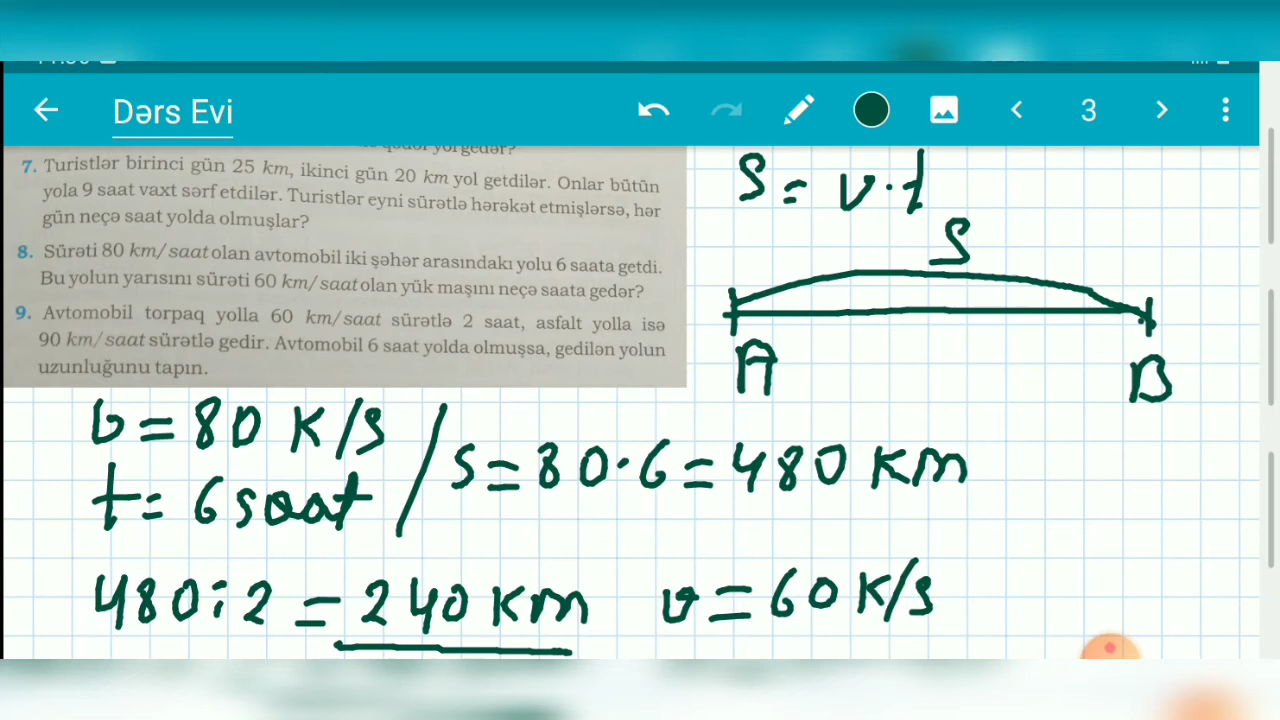 Dərs Evi
3
yol gedər?
7. Turistlər birinci gün 25 km, ikinci gün 20 km yol getdilər. Onlar bütün
yola 9 saat vaxt sərf etdilər. Turistlər eyni sürətlə hərəkət etmişlərsə, hər
gün neçə saat yolda olmuşlar?
8. Sürəti 80 km/saat olan avtomobil iki şəhər arasındakı yolu 6 saata getdi.
Bu yolun yarısını sürəti 60 km/saat olan yük maşını neçə saata gedər?
9. Avtomobil torpaq yolla 60 km/saat sürətlə 2 saat, asfalt yolla isə
90 km/saat sürətlə gedir. Avtomobil 6 saat yolda olmuşsa, gedilən yolun
uzunluğunu tapın.
S = v·t
S
A B
v = 80 K/s
t = 6 saat
s = 80·6 = 480 Km
480:2 = 240 Km v = 60 K/s